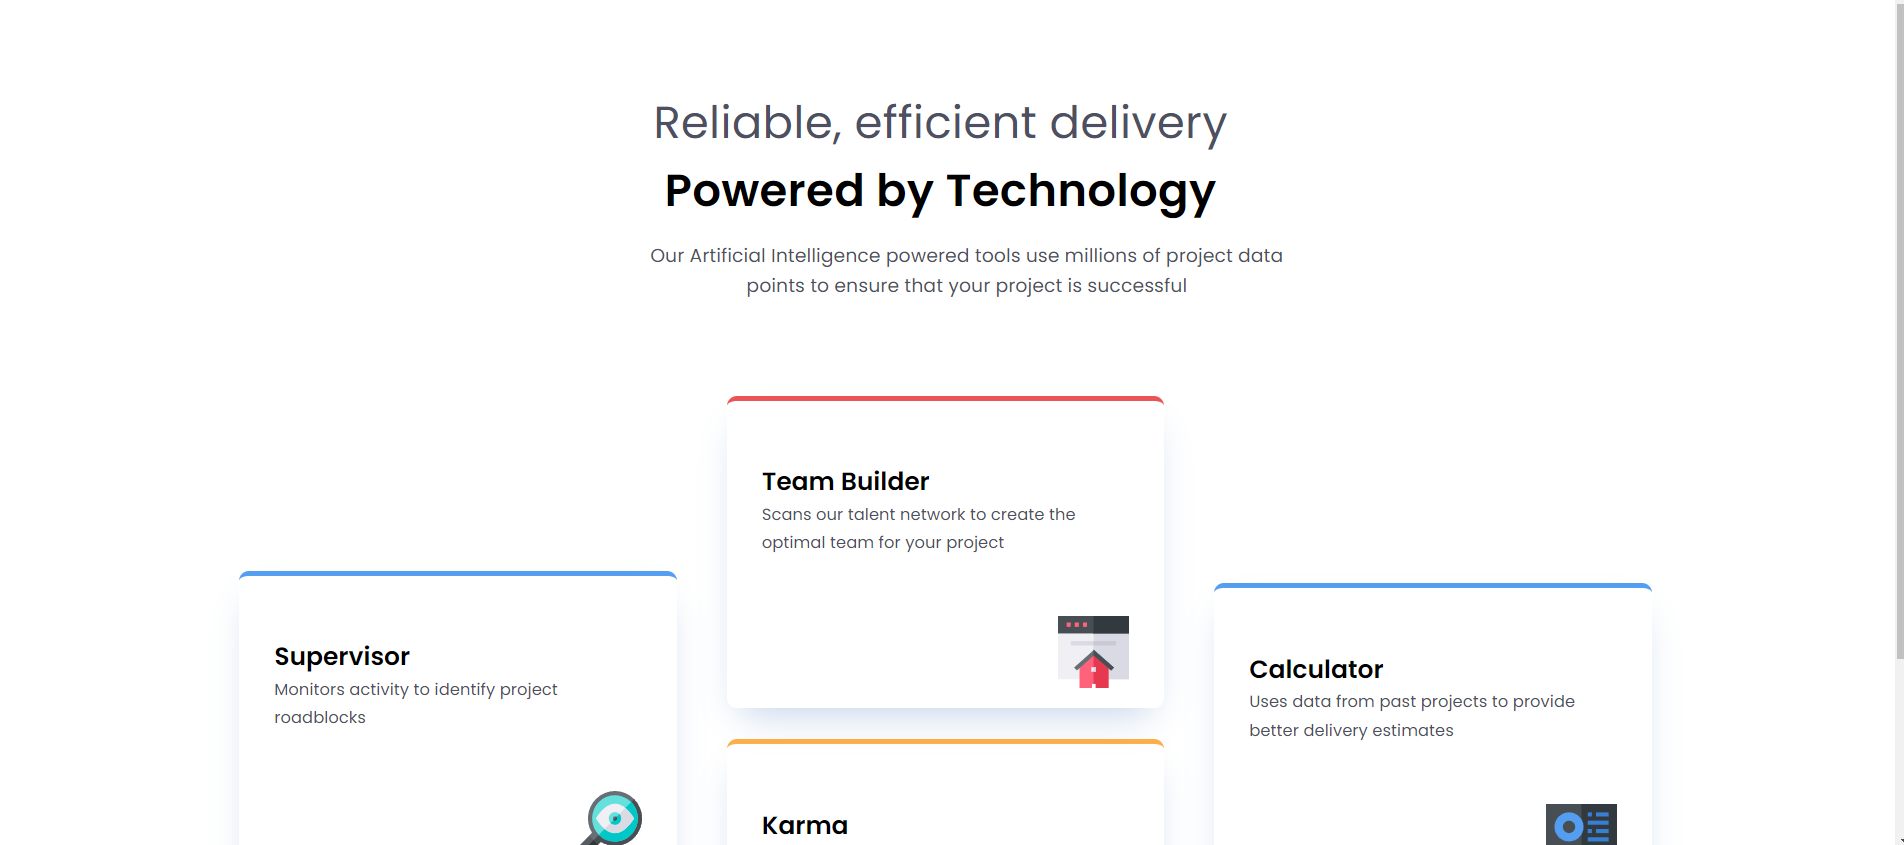 Reliable, efficient delivery
Powered by Technology
Our Artificial Intelligence powered tools use millions of project data
points to ensure that your project is successful
Team Builder
Scans our talent network to create the
optimal team for your project
Supervisor
Monitors activity to identify project
roadblocks
Calculator
Uses data from past projects to provide
better delivery estimates
Karma